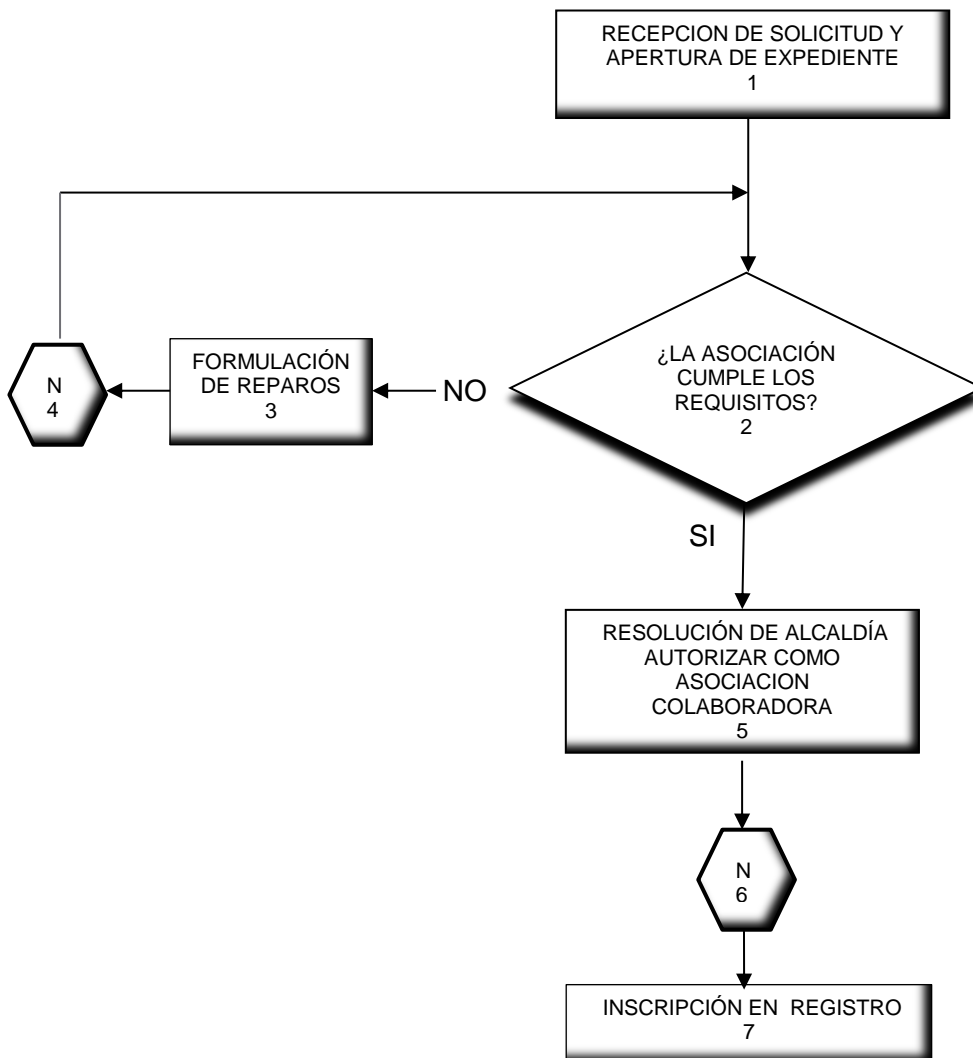 RECEPCION DE SOLICITUD Y
APERTURA DE EXPEDIENTE
1
¿LA ASOCIACIÓN
CUMPLE LOS
REQUISITOS?
2
NO
FORMULACIÓN
DE REPAROS
3
N
4
SI
RESOLUCIÓN DE ALCALDÍA
AUTORIZAR COMO
ASOCIACION
COLABORADORA
5
N
6
INSCRIPCIÓN EN REGISTRO
7